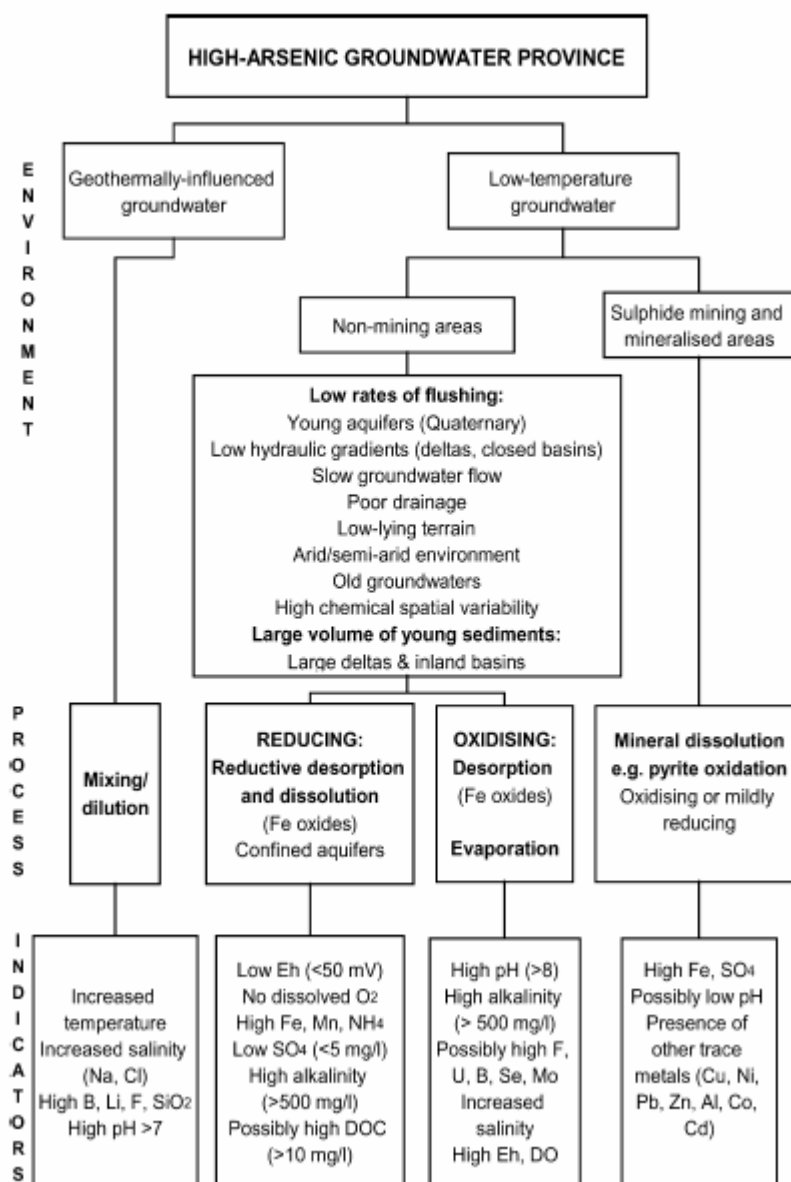 HIGH-ARSENIC GROUNDWATER PROVINCE
ENVIRONMENT
Geothermally-influenced
groundwater
Low-temperature
groundwater
Non-mining areas
Sulphide mining and
mineralised areas
Low rates of flushing:
Young aquifers (Quaternary)
Low hydraulic gradients (deltas, closed basins)
Slow groundwater flow
Poor drainage
Low-lying terrain
Arid/semi-arid environment
Old groundwaters
High chemical spatial variability
Large volume of young sediments:
Large deltas & inland basins
PROCESS
Mixing/
dilution
REDUCING:
Reductive desorption
and dissolution
(Fe oxides)
Confined aquifers
OXIDISING:
Desorption
(Fe oxides)
Evaporation
Mineral dissolution
e.g. pyrite oxidation
Oxidising or mildly
reducing
INDICATORS
Increased
temperature
Increased salinity
(Na, Cl)
High B, Li, F, SiO2
High pH >7
Low Eh (<50 mV)
No dissolved O2
High Fe, Mn, NH4
Low SO4 (<5 mg/l)
High alkalinity
(>500 mg/l)
Possibly high DOC
(>10 mg/l)
High pH (>8)
High alkalinity
(> 500 mg/l)
Possibly high F,
U, B, Se, Mo
Increased
salinity
High Eh, DO
High Fe, SO4
Possibly low pH
Presence of
other trace
metals (Cu, Ni,
Pb, Zn, Al, Co,
Cd)